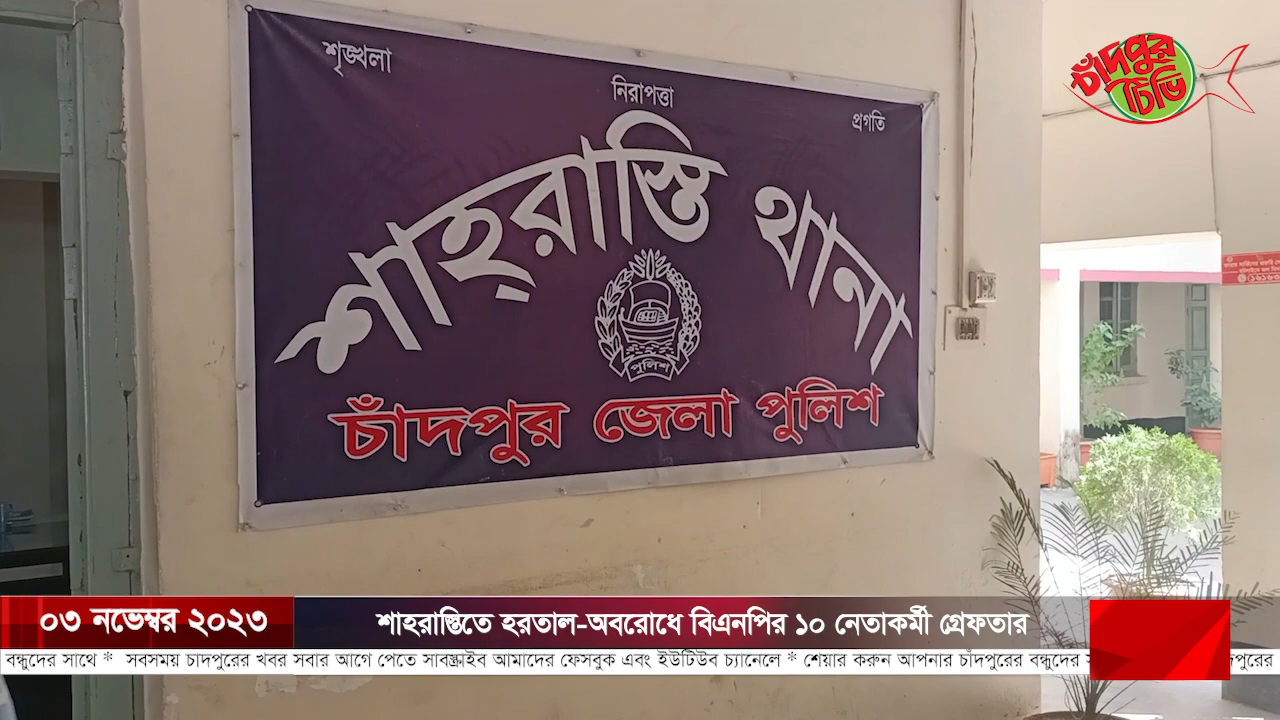 শৃঙ্খলা
নিরাপত্তা
প্রগতি
শাহরাস্তি থানা
পুলিশ
চাঁদপুর জেলা পুলিশ
চাঁদপুর
টিভি
০৩ নভেম্বর ২০২৩
শাহরাস্তিতে হরতাল-অবরোধে বিএনপির ১০ নেতাকর্মী গ্রেফতার
বন্ধুদের সাথে * সবসময় চাঁদপুরের খবর সবার আগে পেতে সাবস্ক্রাইব আমাদের ফেসবুক এবং ইউটিউব চ্যানেলে * শেয়ার করুন আপনার চাঁদপুরের বন্ধুদের